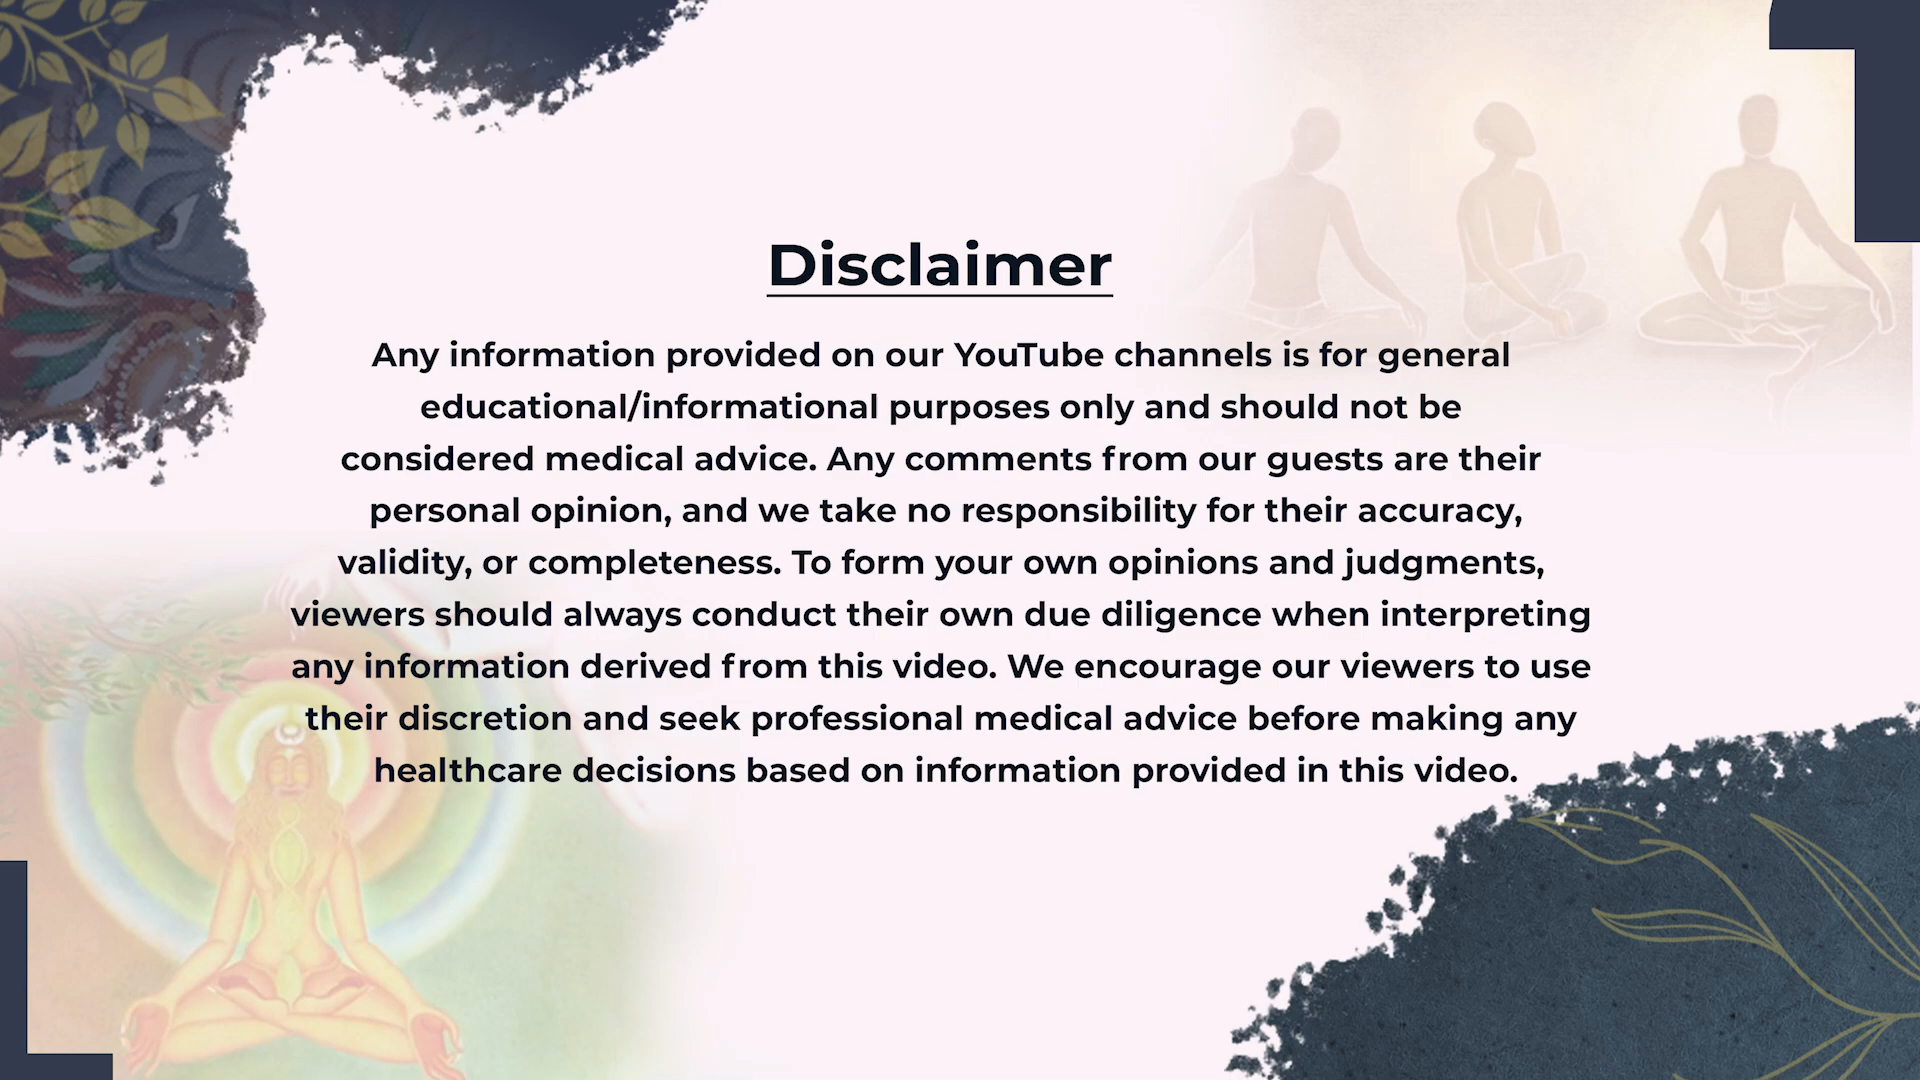 Disclaimer
Any information provided on our YouTube channels is for general
educational/informational purposes only and should not be
considered medical advice. Any comments from our guests are their
personal opinion, and we take no responsibility for their accuracy,
validity, or completeness. To form your own opinions and judgments,
viewers should always conduct their own due diligence when interpreting
any information derived from this video. We encourage our viewers to use
their discretion and seek professional medical advice before making any
healthcare decisions based on information provided in this video.